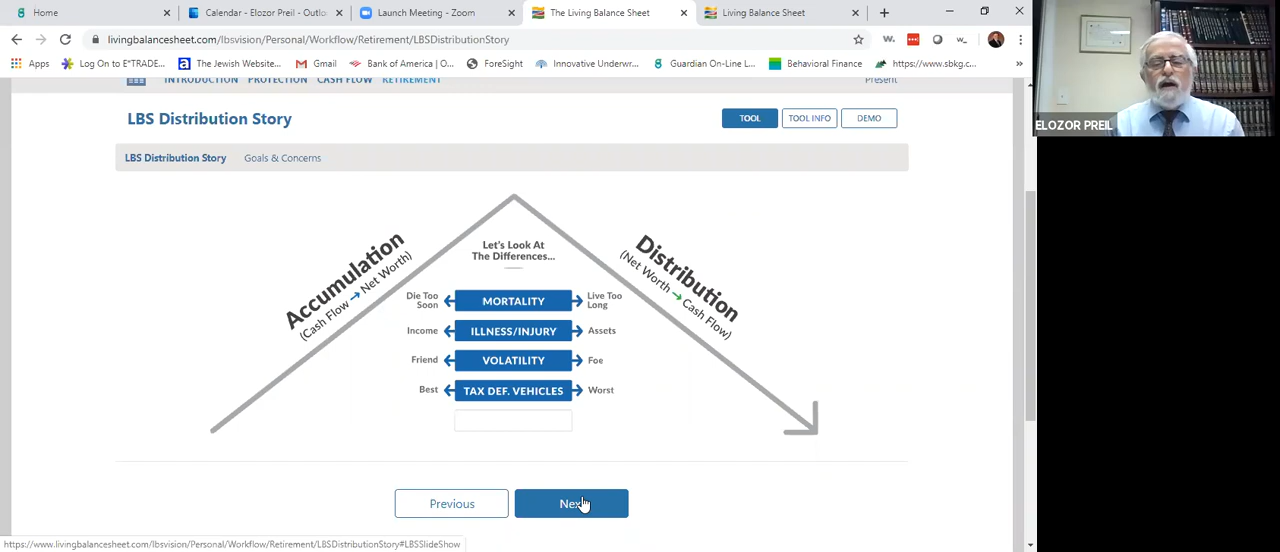 Home
Calendar - Elozor Preil - Outlo
Launch Meeting - Zoom
The Living Balance Sheet
Living Balance Sheet
livingbalancesheet.com/lbsvision/Personal/Workflow/Retirement/LBSDistributionStory
Apps
Log On to E*TRADE...
The Jewish Website...
Gmail
Bank of America | O...
ForeSight
Innovative Underwr...
Guardian On-Line L...
Behavioral Finance
https://www.sbkg.c...
INTRODUCTION PROTECTION CASH FLOW RETIREMENT
Present
LBS Distribution Story
TOOL
TOOL INFO
DEMO
LBS Distribution Story
Goals & Concerns
Accumulation
(Cash Flow → Net Worth)
Let's Look At
The Differences...
Distribution
(Net Worth → Cash Flow)
Die Too
Soon
MORTALITY
Live Too
Long
Income
ILLNESS/INJURY
Assets
Friend
VOLATILITY
Foe
Best
TAX DEF. VEHICLES
Worst
Previous
https://www.livingbalancesheet.com/lbsvision/Personal/Workflow/Retirement/LBSDistributionStory#LBSSlideShow
ELOZOR PREIL